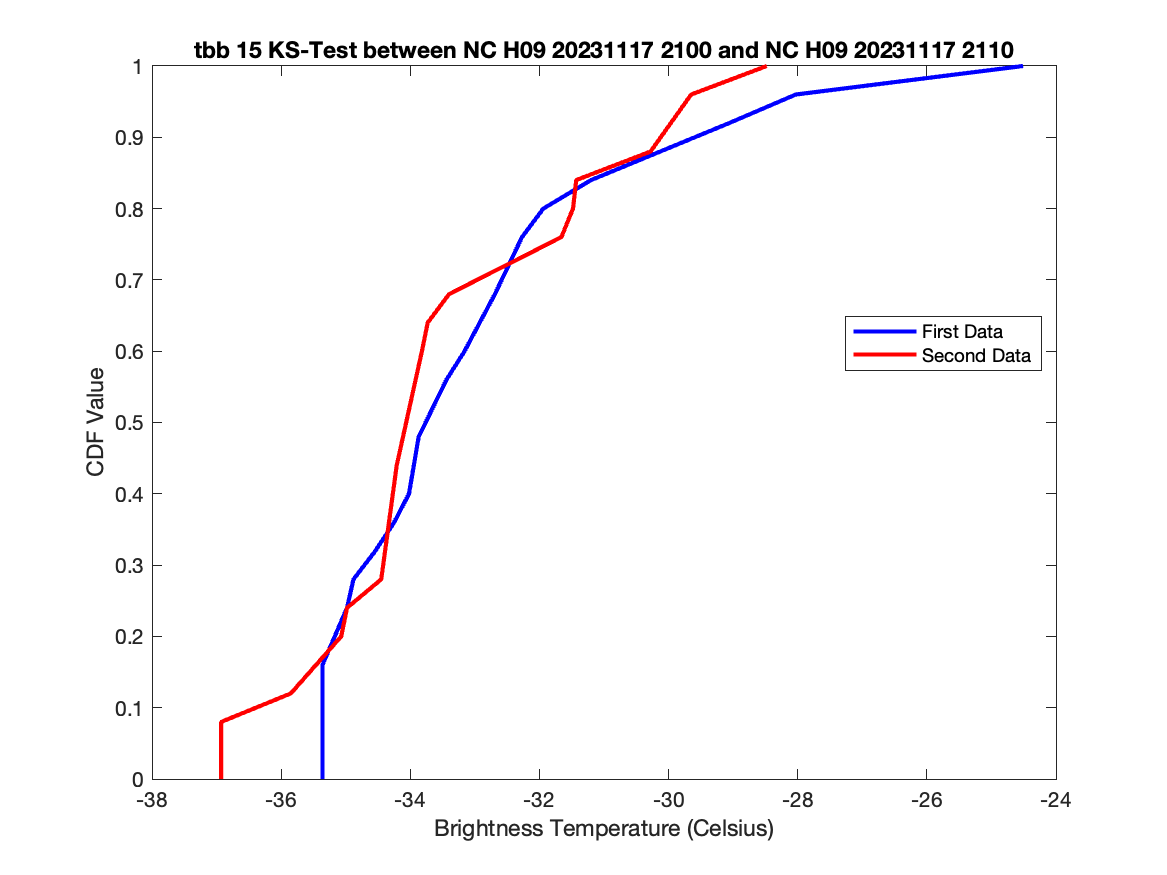 tbb 15 KS-Test between NC H09 20231117 2100 and NC H09 20231117 2110
1
0.9
0.8
0.7
0.6
0.5
0.4
0.3
0.2
0.1
0
CDF Value
First Data
Second Data
-38 -36 -34 -32 -30 -28 -26 -24
Brightness Temperature (Celsius)